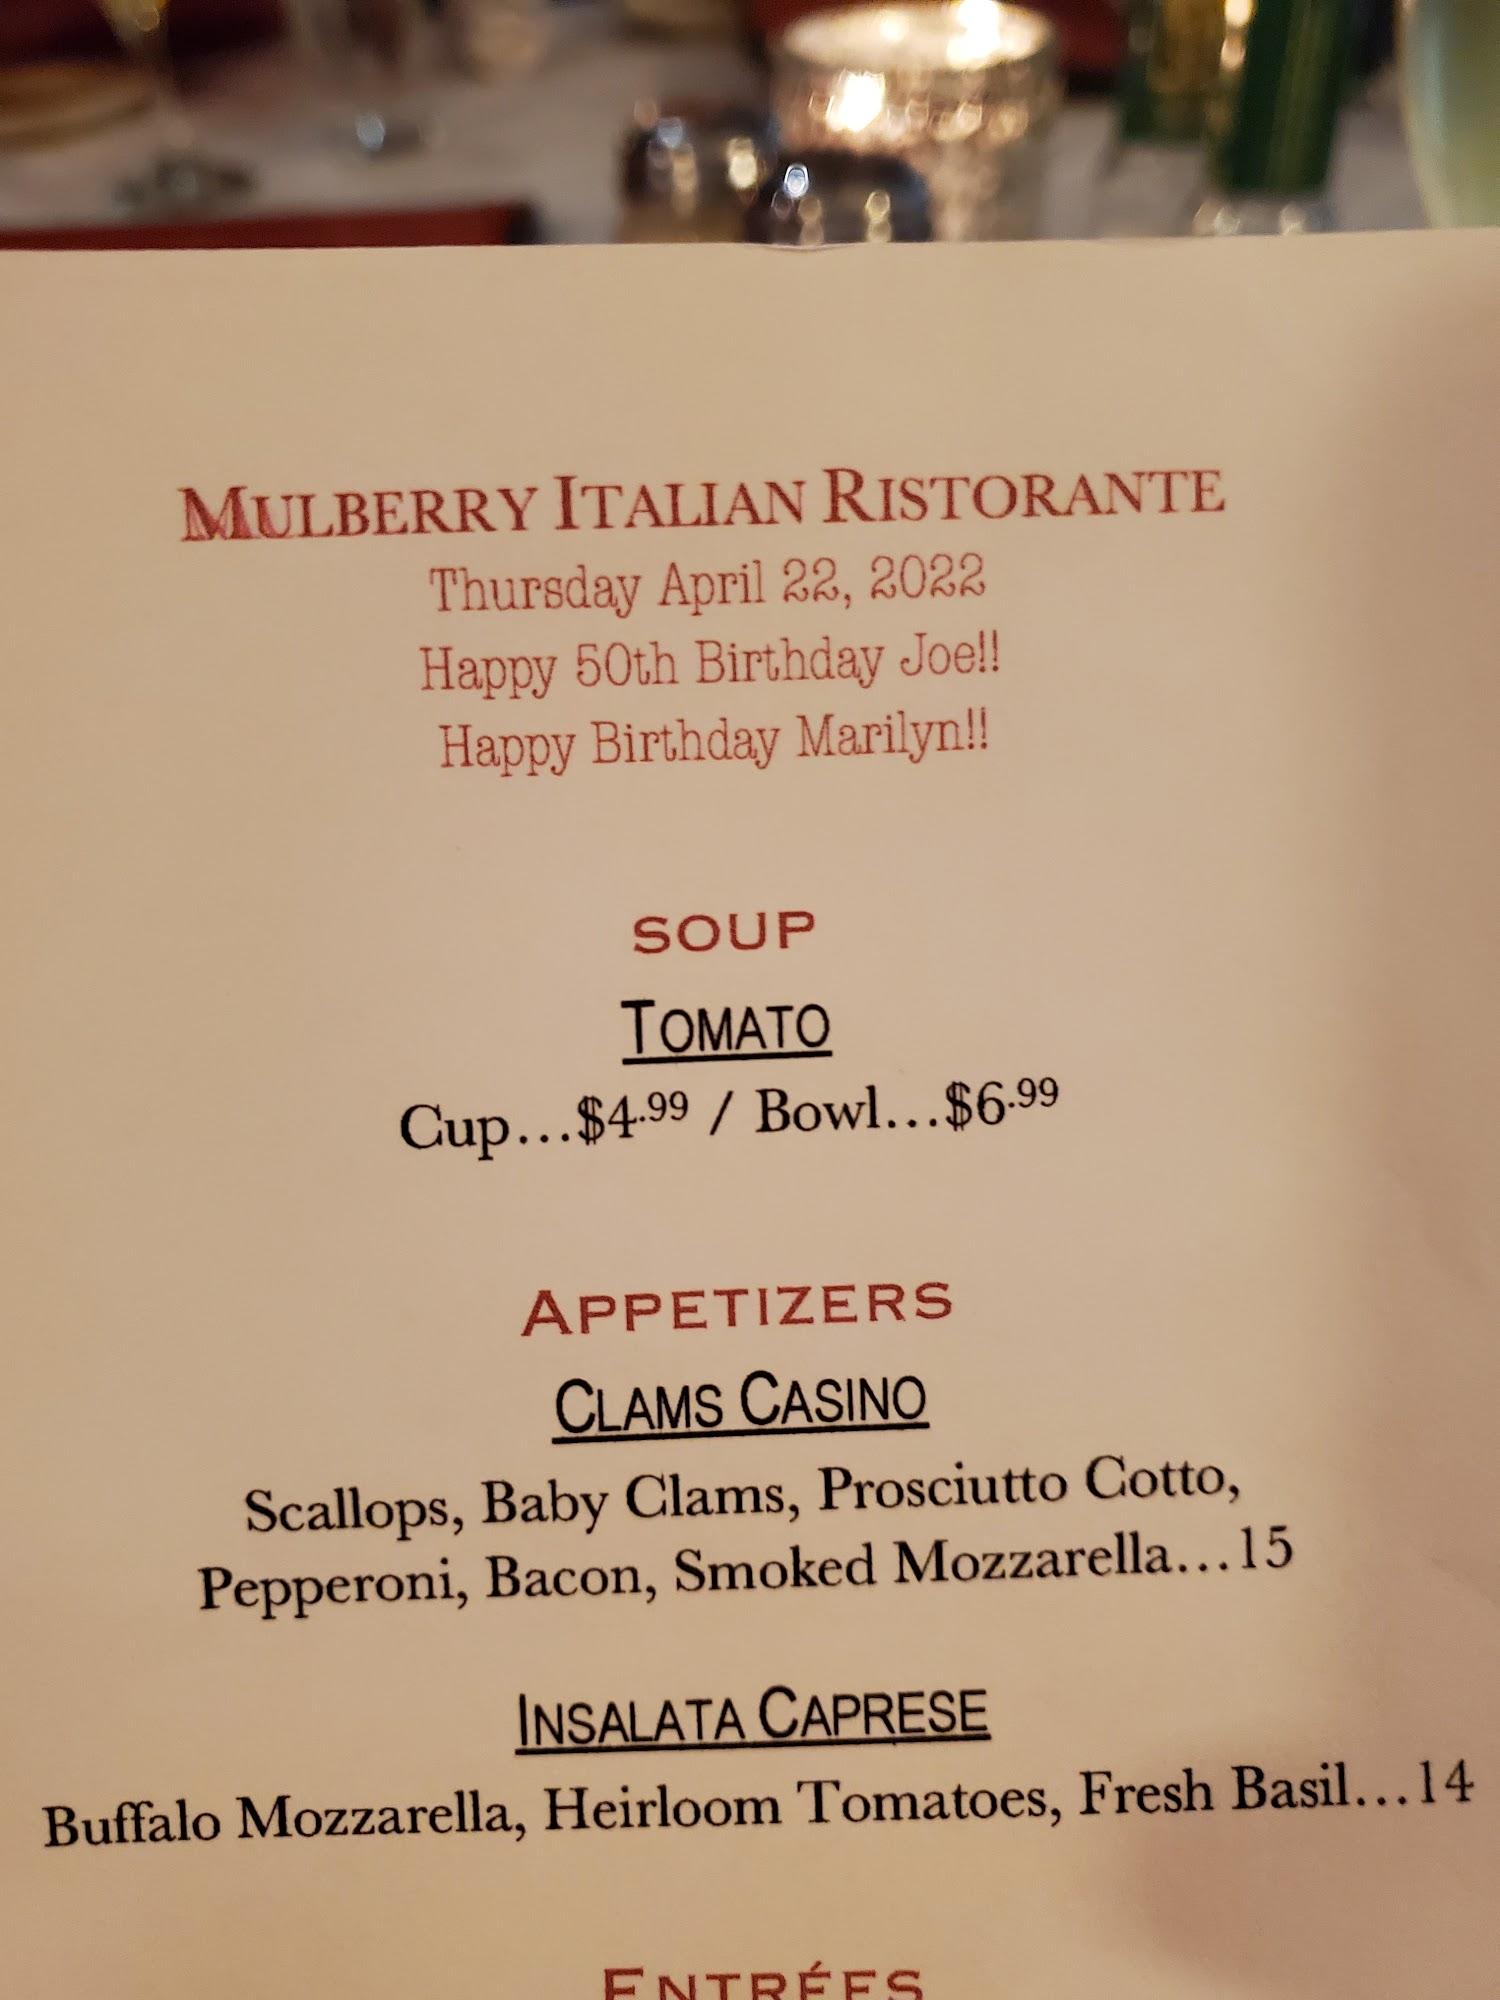 MULBERRY ITALIAN RISTORANTE
Thursday April 22, 2022
Happy 50th Birthday Joe!!
Happy Birthday Marilyn!!
SOUP
TOMATO
Cup...$4.99 / Bowl...$6.99
APPETIZERS
CLAMS CASINO
Scallops, Baby Clams, Prosciutto Cotto,
Pepperoni, Bacon, Smoked Mozzarella...15
INSALATA CAPRESE
Buffalo Mozzarella, Heirloom Tomatoes, Fresh Basil...14
ENTRÉES